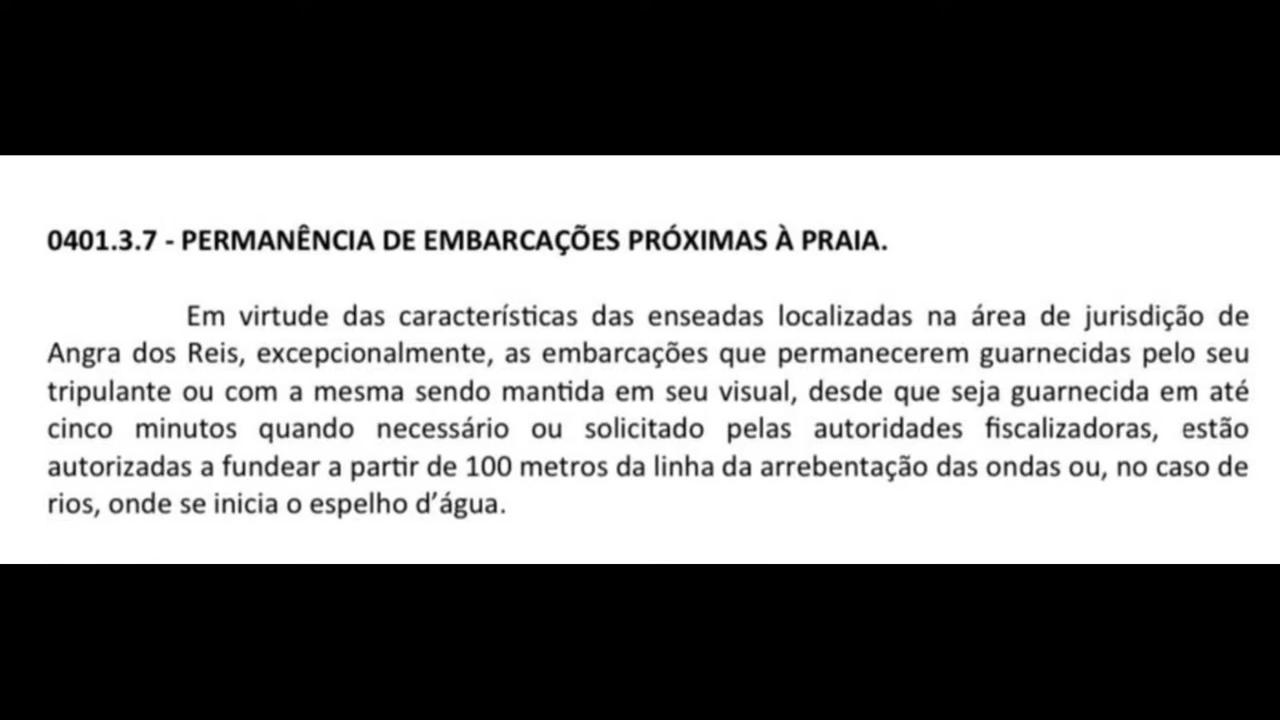 0401.3.7 - PERMANÊNCIA DE EMBARCAÇÕES PRÓXIMAS À PRAIA.
Em virtude das características das enseadas localizadas na área de jurisdição de
Angra dos Reis, excepcionalmente, as embarcações que permanecerem guarnecidas pelo seu
tripulante ou com a mesma sendo mantida em seu visual, desde que seja guarnecida em até
cinco minutos quando necessário ou solicitado pelas autoridades fiscalizadoras, estão
autorizadas a fundear a partir de 100 metros da linha da arrebentação das ondas ou, no caso de
rios, onde se inicia o espelho d’água.